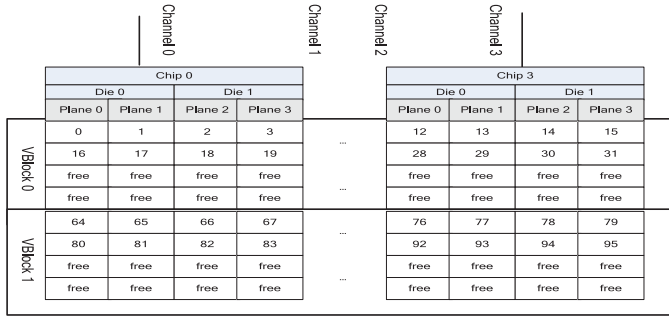 Channel 0
Channel 1
Channel 2
Channel 3
Chip 0 Chip 3
Die 0 Die 1 Die 0 Die 1
Plane 0 Plane 1 Plane 2 Plane 3 Plane 0 Plane 1 Plane 2 Plane 3
VBlock 0
0 1 2 3 ... 12 13 14 15
16 17 18 19 28 29 30 31
free free free free free free free free
free free free free ... free free free free
VBlock 1
64 65 66 67 ... 76 77 78 79
80 81 82 83 92 93 94 95
free free free free ... free free free free
free free free free free free free free